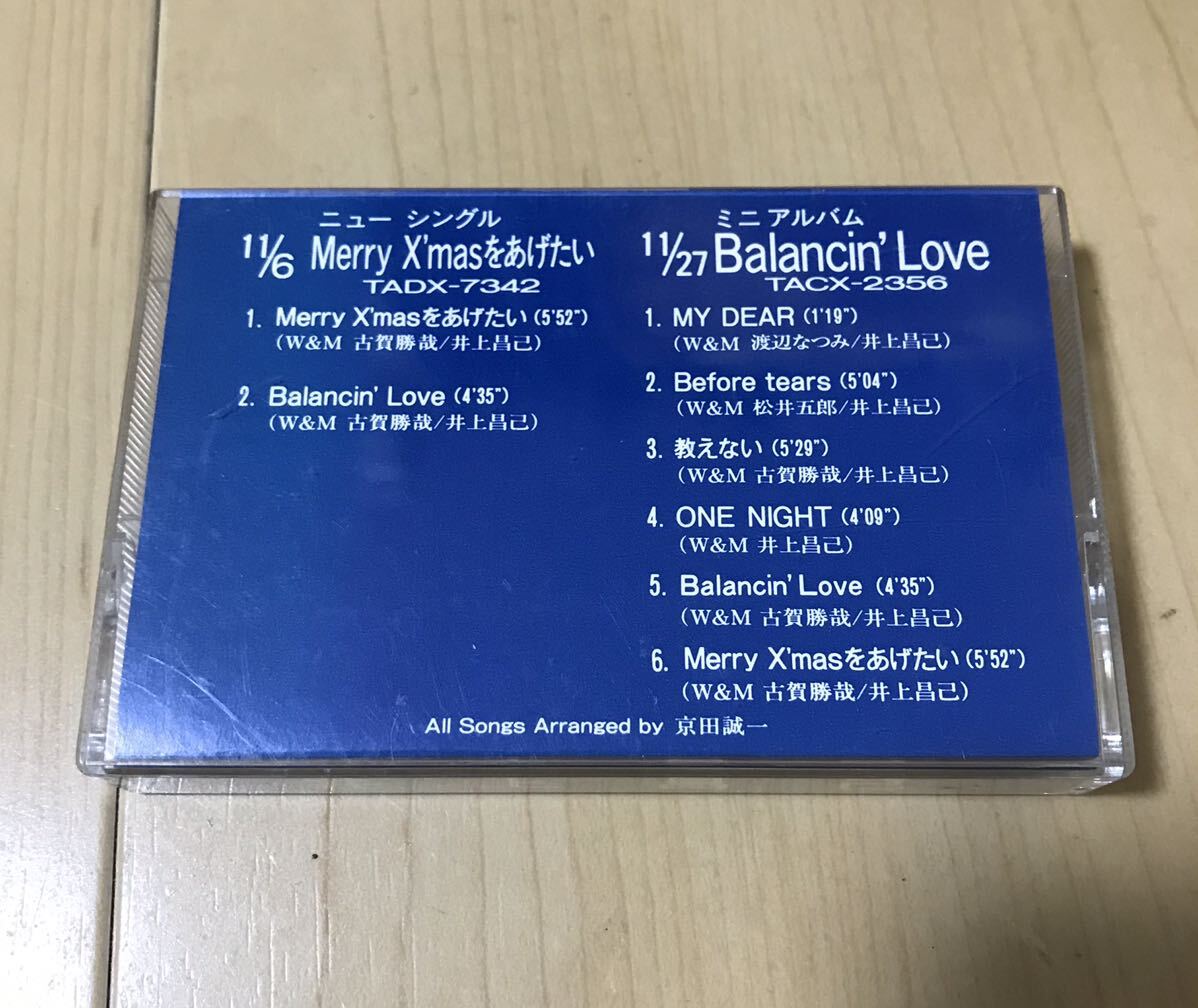 ニュー シングル
11/6 Merry X'masをあげたい
TADX-7342
1. Merry X'masをあげたい (5'52")
(W&M 古賀勝哉/井上昌己)
2. Balancin' Love (4'35")
(W&M 古賀勝哉/井上昌己)
ミニ アルバム
11/27 Balancin' Love
TACX-2356
1. MY DEAR (1'19")
(W&M 渡辺なつみ/井上昌己)
2. Before tears (5'04")
(W&M 松井五郎/井上昌己)
3. 教えない (5'29")
(W&M 古賀勝哉/井上昌己)
4. ONE NIGHT (4'09")
(W&M 井上昌己)
5. Balancin' Love (4'35")
(W&M 古賀勝哉/井上昌己)
6. Merry X'masをあげたい (5'52")
(W&M 古賀勝哉/井上昌己)
All Songs Arranged by 京田誠一